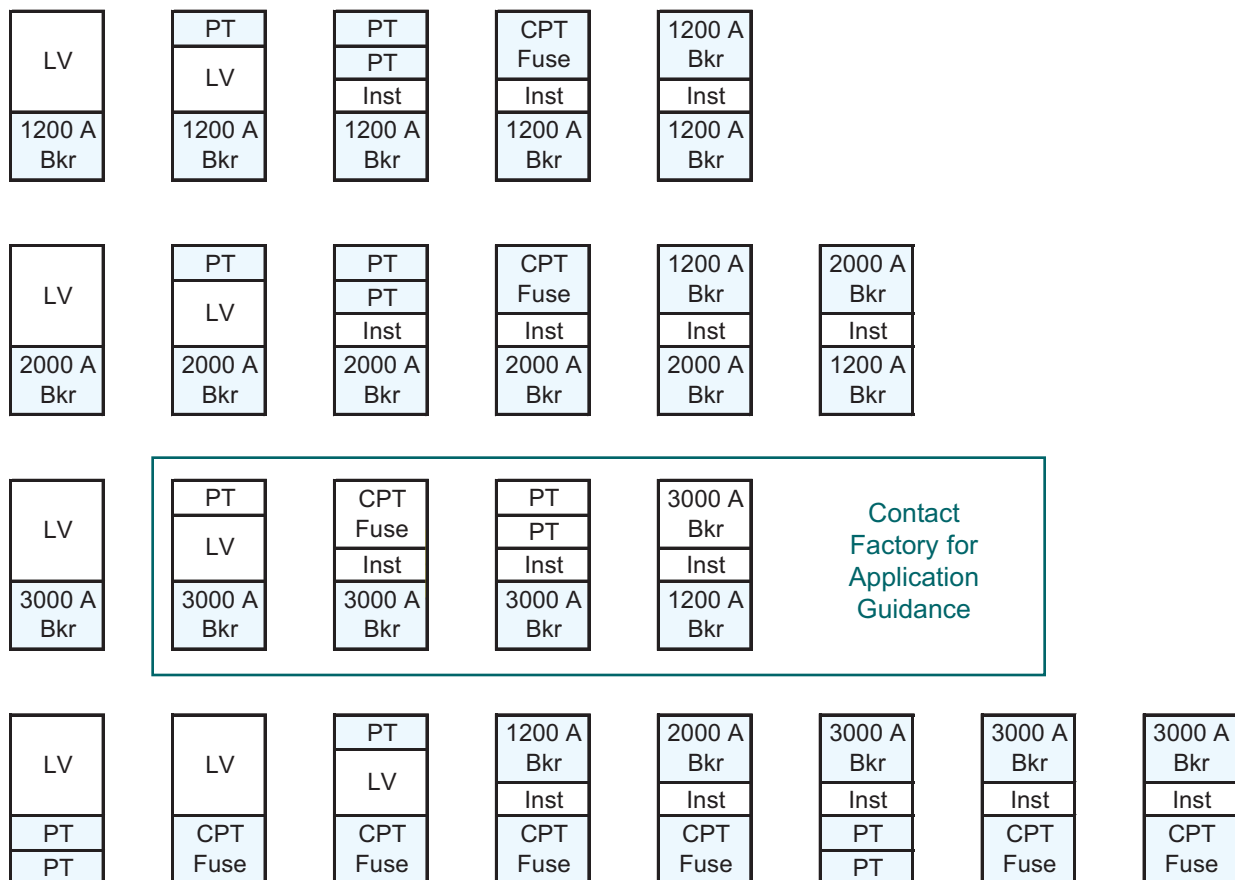 LV
1200 A
Bkr
PT
LV
1200 A
Bkr
PT
PT
Inst
1200 A
Bkr
CPT
Fuse
Inst
1200 A
Bkr
1200 A
Bkr
Inst
1200 A
Bkr
LV
2000 A
Bkr
PT
LV
2000 A
Bkr
PT
PT
Inst
2000 A
Bkr
CPT
Fuse
Inst
2000 A
Bkr
1200 A
Bkr
Inst
2000 A
Bkr
2000 A
Bkr
Inst
1200 A
Bkr
LV
3000 A
Bkr
PT
LV
3000 A
Bkr
CPT
Fuse
Inst
3000 A
Bkr
PT
PT
Inst
3000 A
Bkr
3000 A
Bkr
Inst
1200 A
Bkr
Contact
Factory for
Application
Guidance
LV
PT
PT
LV
CPT
Fuse
PT
LV
CPT
Fuse
1200 A
Bkr
Inst
CPT
Fuse
2000 A
Bkr
Inst
CPT
Fuse
3000 A
Bkr
Inst
PT
PT
3000 A
Bkr
Inst
CPT
Fuse
3000 A
Bkr
Inst
CPT
Fuse